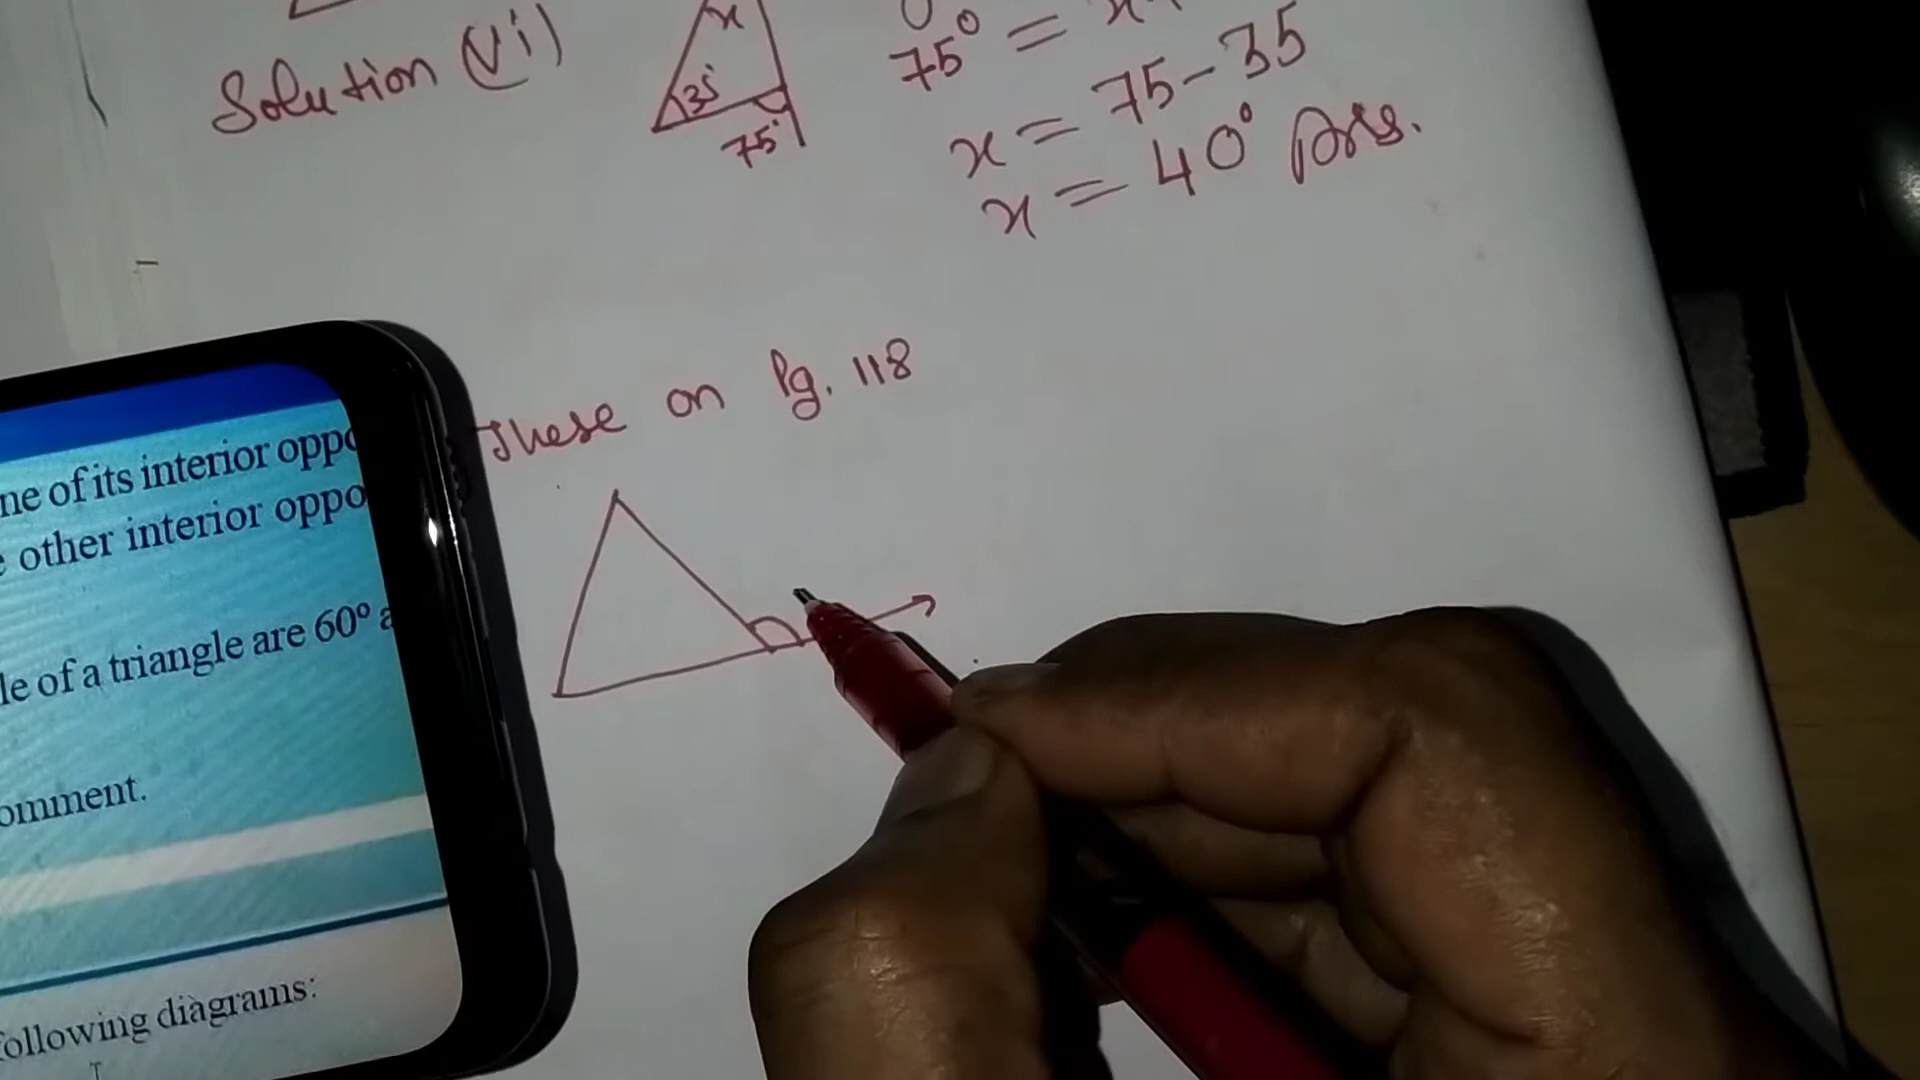 Solution (vi)
x
35°
75°
75° = x
x = 75-35
x = 40° Ans.
These on Pg. 118
ne of its interior oppo
other interior oppo
le of a triangle are 60° a
omment.
following diagrams: